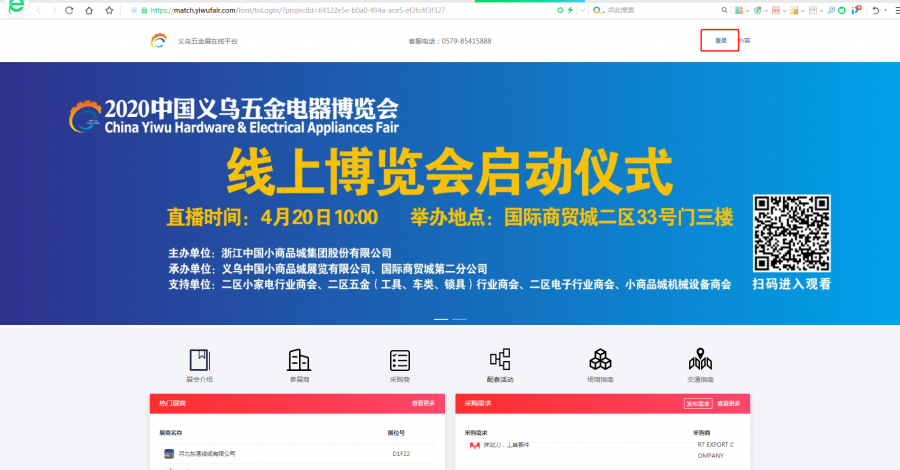 https://match.yiwufair.com/font/toLogin/?projectId=64122e5e-b0a0-494a-ace5-ef2fc4f3f327
点此搜索
义乌五金展在线平台
客服电话：0579-85415888
登录
2020中国义乌五金电器博览会
China Yiwu Hardware & Electrical Appliances Fair
线上博览会启动仪式
直播时间：4月20日10:00 举办地点：国际商贸城二区33号门三楼
主办单位：浙江中国小商品城集团股份有限公司
承办单位：义乌中国小商品城展览有限公司、国际商贸城第二分公司
支持单位：二区小家电行业商会、二区五金（工具、车类、锁具）行业商会、二区电子行业商会、小商品城机械设备商会
扫码进入观看
展会介绍
参展商
采购商
配套活动
场馆指南
交通指南
热门展商
查看更多
采购需求
发布需求
查看更多
展商名称
展位号
采购需求
采购商
D1F22
RT EXPORT C
OMPANY